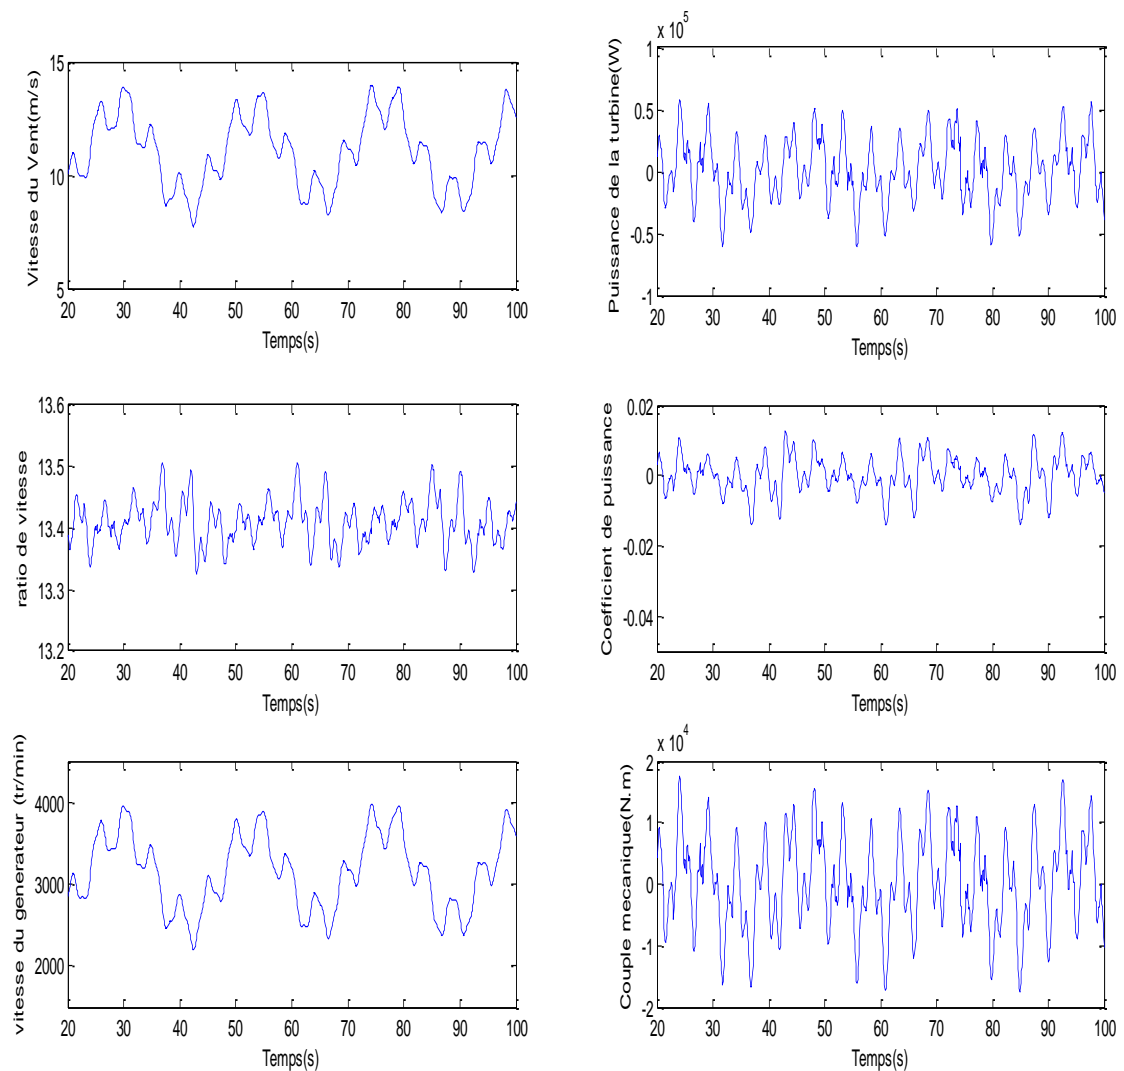 Vitesse du Vent(m/s)
15
10
5
20 30 40 50 60 70 80 90 100
Temps(s)
x 10^5
Puissance de la turbine(W)
1
0.5
0
-0.5
-1
20 30 40 50 60 70 80 90 100
Temps(s)
ratio de vitesse
13.6
13.5
13.4
13.3
13.2
20 30 40 50 60 70 80 90 100
Temps(s)
Coefficient de puissance
0.02
0
-0.02
-0.04
20 30 40 50 60 70 80 90 100
Temps(s)
vitesse du generateur (tr/min)
4000
3000
2000
20 30 40 50 60 70 80 90 100
Temps(s)
x 10^4
Couple mecanique(N.m)
2
1
0
-1
-2
20 30 40 50 60 70 80 90 100
Temps(s)